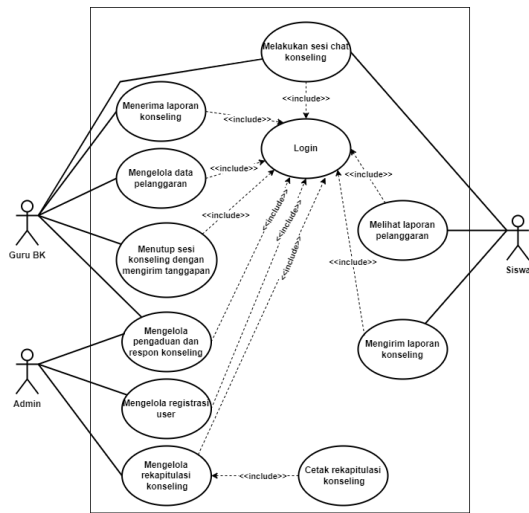 Melakukan sesi chat
konseling
<<include>>
Menerima laporan
konseling
<<include>>
Login
Mengelola data
pelanggaran
<<include>>
<<include>>
<<include>>
<<include>>
<<include>>
<<include>>
Melihat laporan
pelanggaran
Guru BK
Siswa
Menutup sesi
konseling dengan
mengirim tanggapan
<<include>>
Mengelola
pengaduan dan
respon konseling
Mengirim laporan
konseling
Admin
Mengelola registrasi
user
Mengelola
rekapitulasi
konseling
<<include>>
Cetak rekapitulasi
konseling